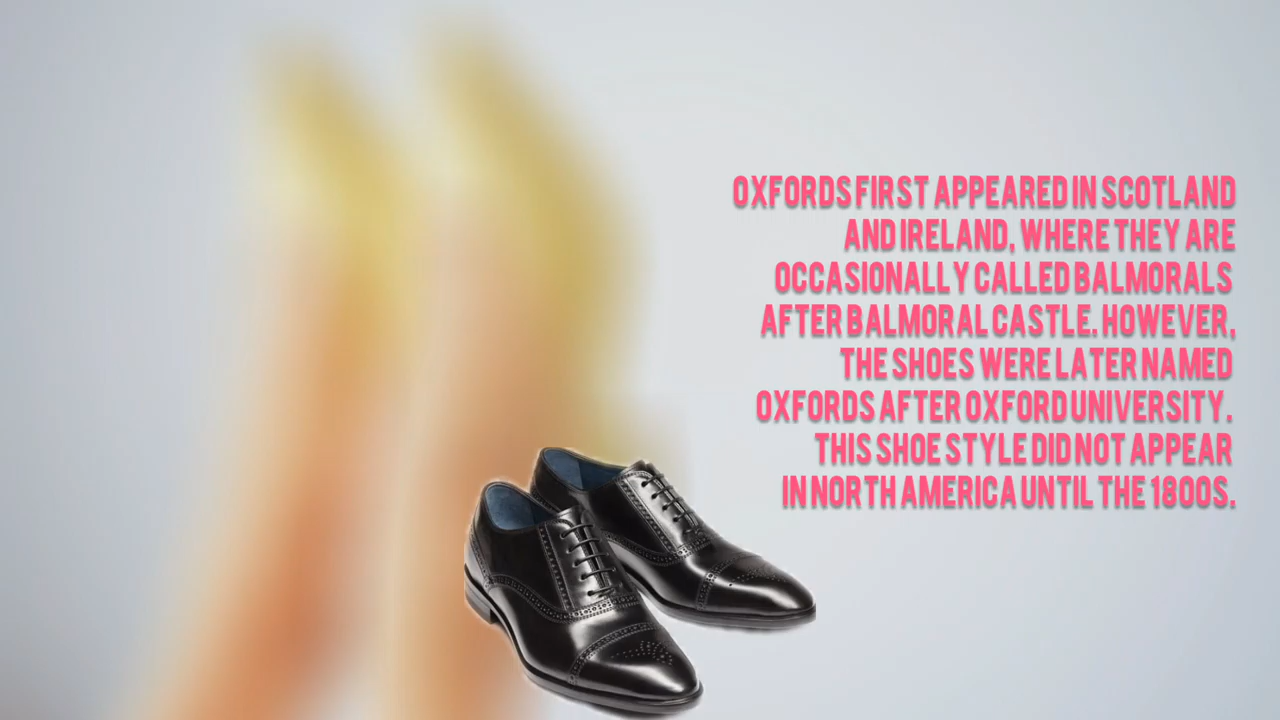 OXFORDS FIRST APPEARED IN SCOTLAND
AND IRELAND, WHERE THEY ARE
OCCASIONALLY CALLED BALMORALS
AFTER BALMORAL CASTLE. HOWEVER,
THE SHOES WERE LATER NAMED
OXFORDS AFTER OXFORD UNIVERSITY.
THIS SHOE STYLE DID NOT APPEAR
IN NORTH AMERICA UNTIL THE 1800S.